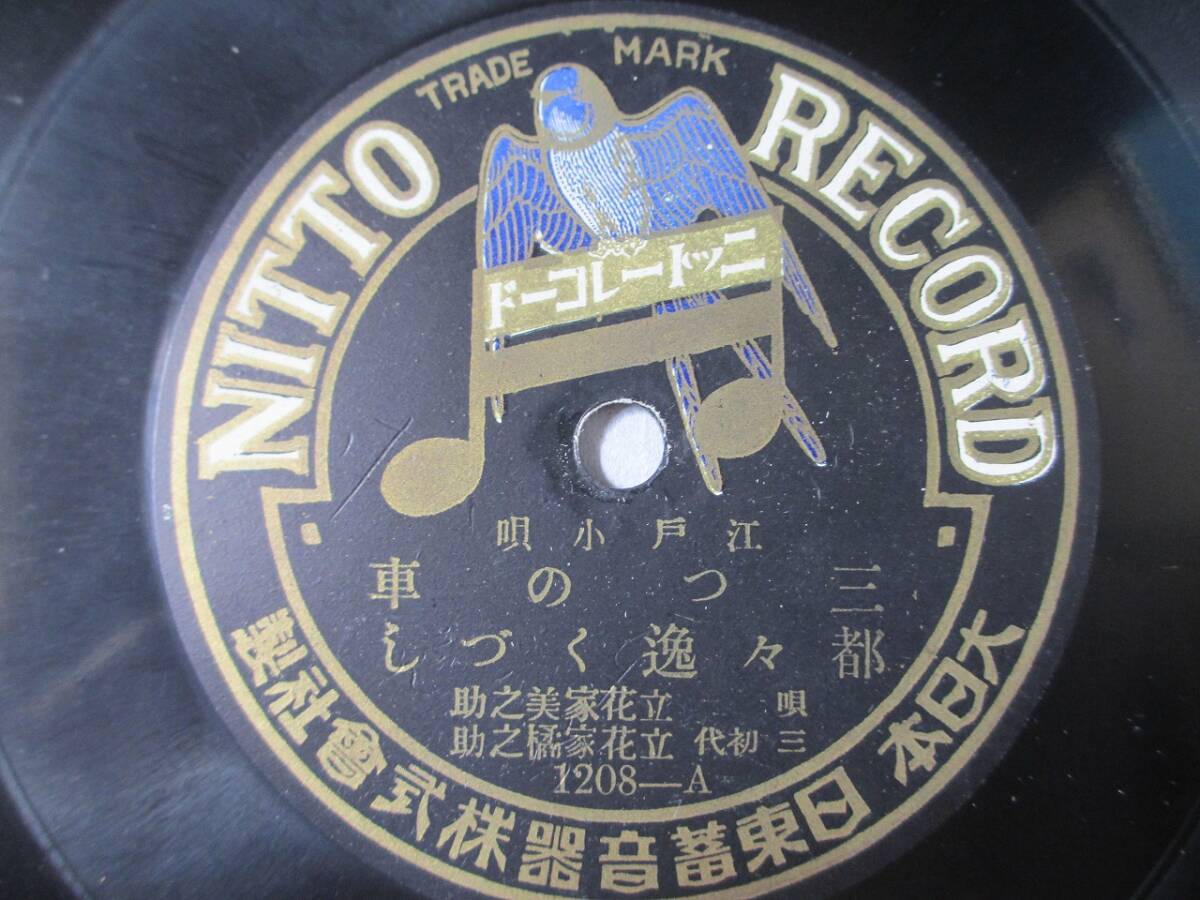 TRADE MARK
NITTO RECORD
ニットーレコード
江戸小唄
三つの車
都々逸くづし
唄 立花家美之助
三 初代 立花家橘之助
1208—A
大日本 日東蓄音器株式會社製